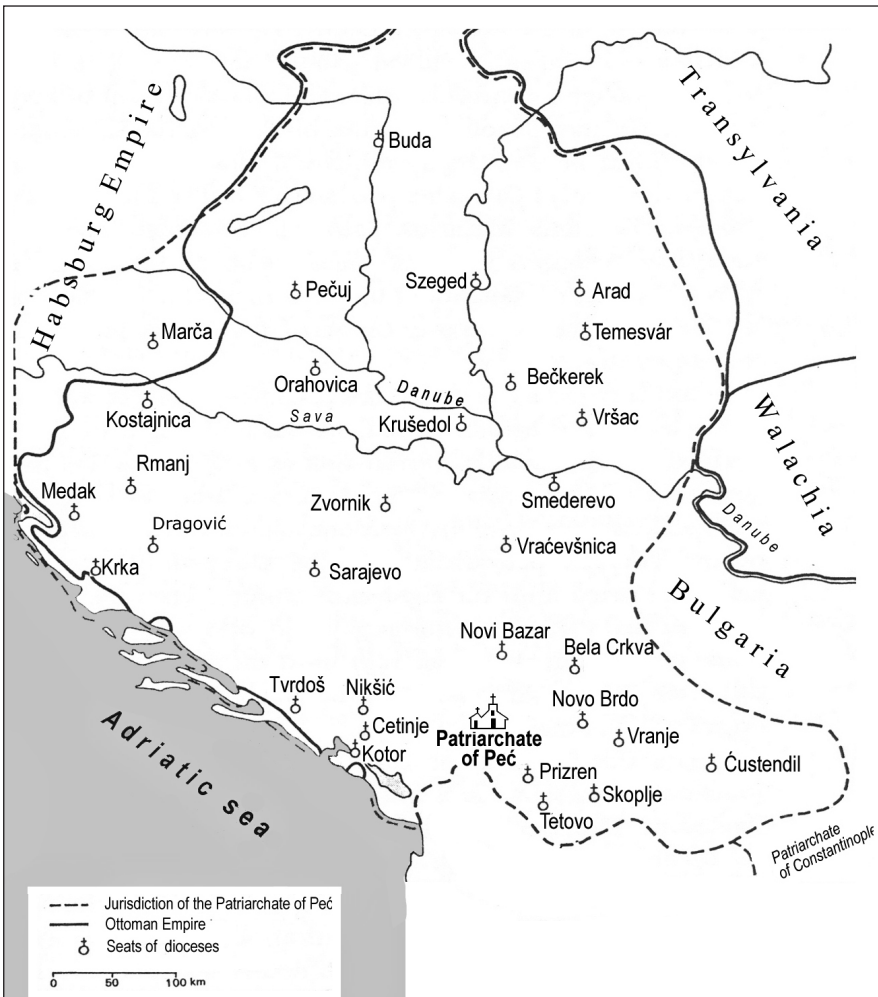 Habsburg Empire
Transylvania
Buda
Pečuj
Szeged
Arad
Marča
Temesvár
Orahovica
Danube
Bečkerek
Kostajnica
Sava
Krušedol
Vršac
Walachia
Rmanj
Medak
Zvornik
Smederevo
Danube
Dragović
Vraćevšnica
Krka
Sarajevo
Bulgaria
Novi Bazar
Bela Crkva
Tvrdoš
Nikšić
Novo Brdo
Cetinje
Patriarchate
of Peć
Vranje
Kotor
Adriatic sea
Prizren
Ćustendil
Skoplje
Tetovo
Patriarchate
of Constantinople
Jurisdiction of the Patriarchate of Peć
Ottoman Empire
Seats of dioceses
0 50 100 km